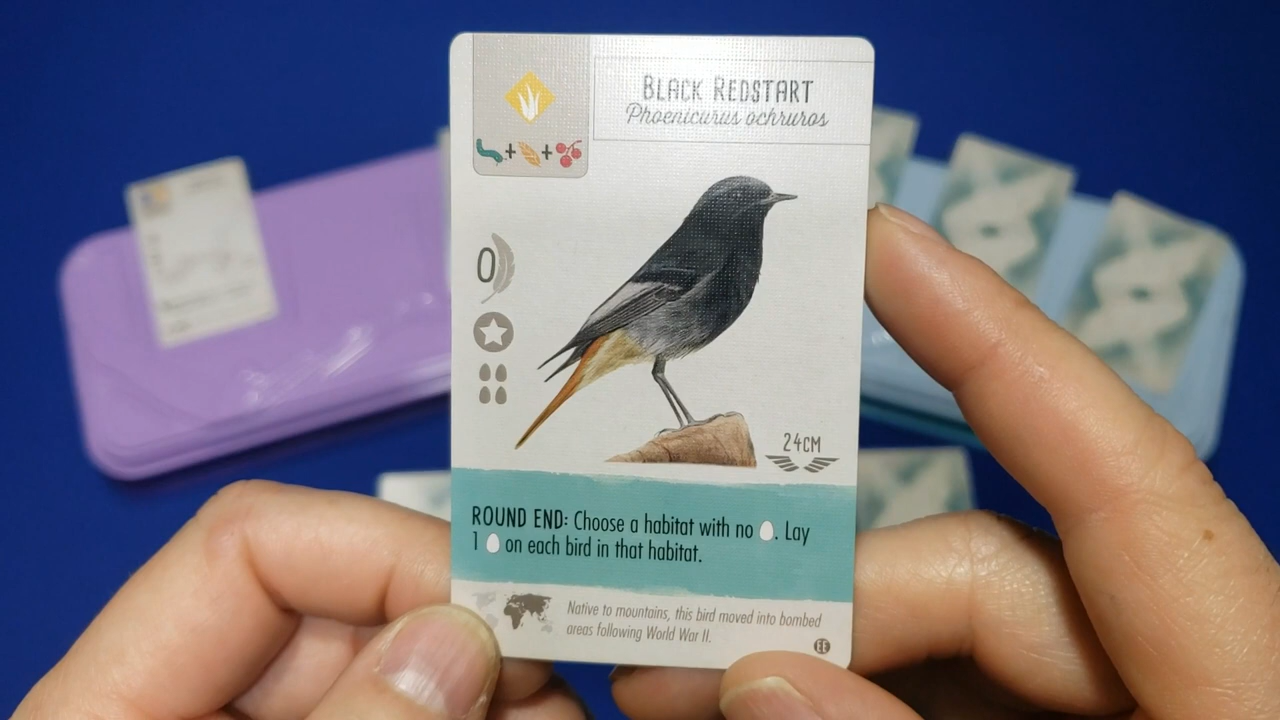 BLACK REDSTART
Phoenicurus ochruros
+ +
0
24CM
ROUND END: Choose a habitat with no . Lay
1 on each bird in that habitat.
Native to mountains, this bird moved into bombed
areas following World War II.
EE